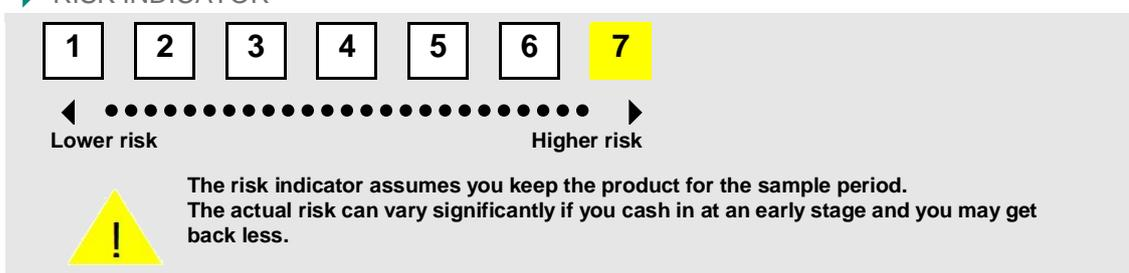 RISK INDICATOR
1 2 3 4 5 6 7
Lower risk Higher risk
The risk indicator assumes you keep the product for the sample period.
The actual risk can vary significantly if you cash in at an early stage and you may get
back less.
!